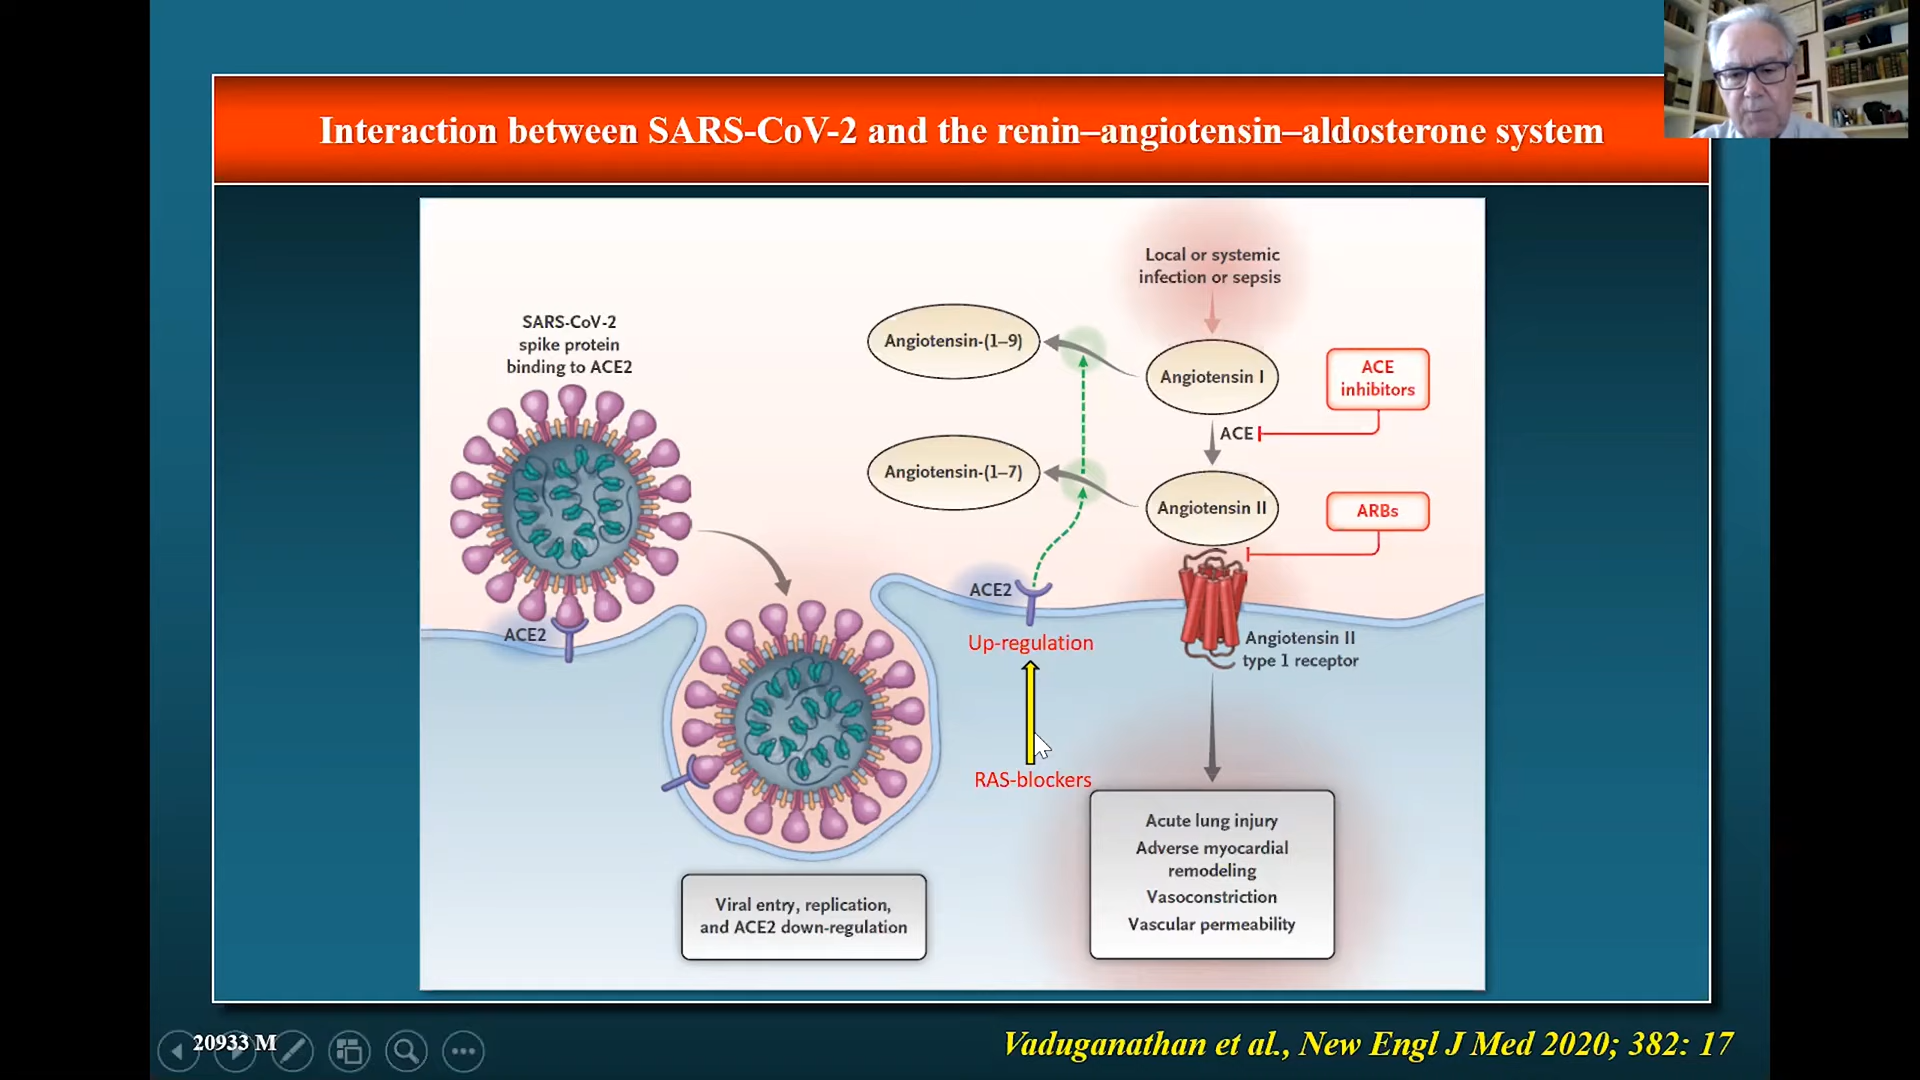 Interaction between SARS-CoV-2 and the renin–angiotensin–aldosterone system
Local or systemic
infection or sepsis
SARS-CoV-2
spike protein
binding to ACE2
Angiotensin-(1–9)
Angiotensin I
ACE
inhibitors
ACE
Angiotensin-(1–7)
Angiotensin II
ARBs
ACE2
ACE2
Up-regulation
Angiotensin II
type 1 receptor
RAS-blockers
Acute lung injury
Adverse myocardial
remodeling
Vasoconstriction
Vascular permeability
Viral entry, replication,
and ACE2 down-regulation
20933 M
Vaduganathan et al., New Engl J Med 2020; 382: 17